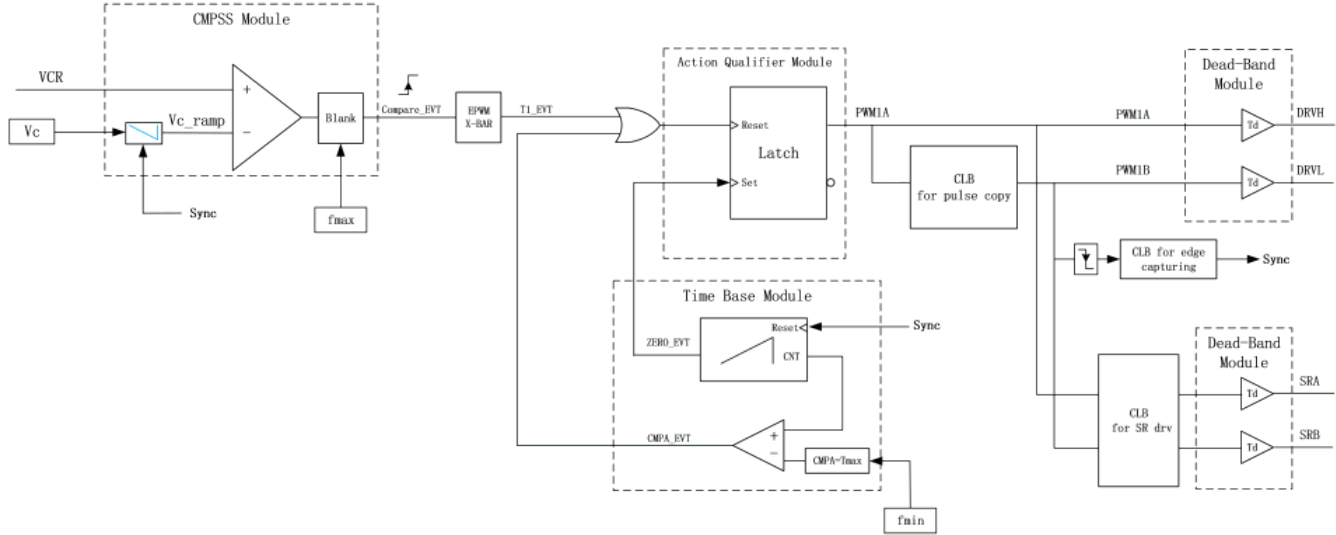 CMPSS Module
VCR
Vc
Vc_ramp
+
−
Blank
Sync
fmax
Compare_EVT
EPWM
X-BAR
T1_EVT
Action Qualifier Module
Reset
Latch
Set
PWM1A
CLB
for pulse copy
PWM1A
PWM1B
Dead-Band
Module
Td
DRVH
Td
DRVL
CLB for edge
capturing
Sync
Time Base Module
Reset
CNT
Sync
ZERO_EVT
CMPA_EVT
+
−
CMPA=Tmax
fmin
CLB
for SR drv
Dead-Band
Module
Td
SRA
Td
SRB